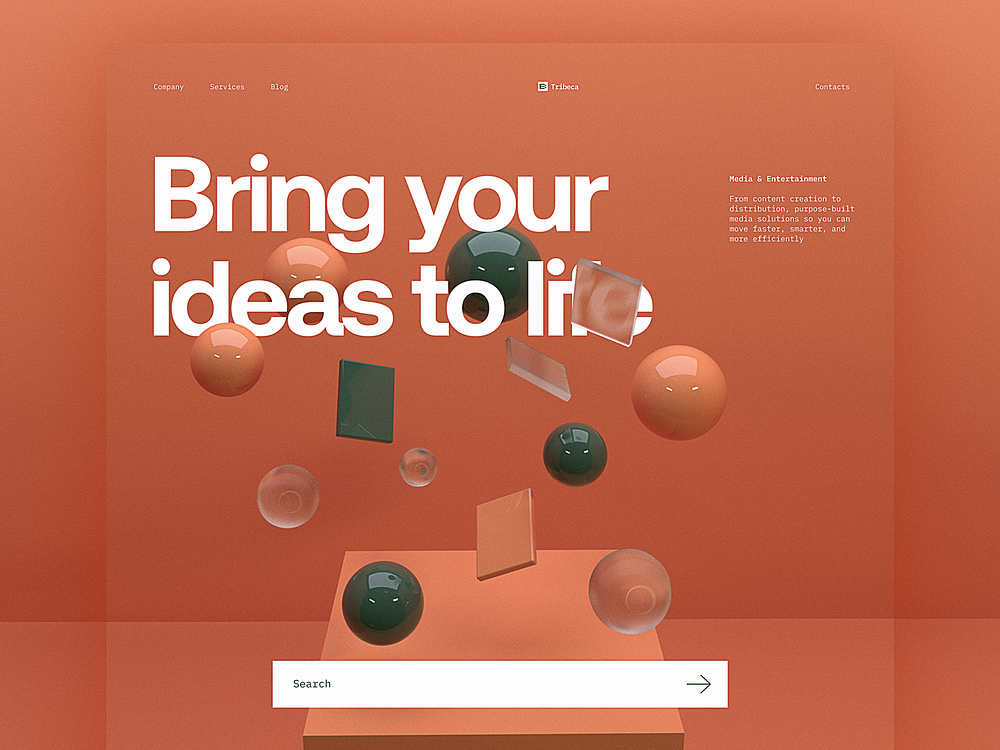 Company Services Blog
Tribeca
Contacts
Bring your
ideas to life
Media & Entertainment
From content creation to
distribution, purpose-built
media solutions so you can
move faster, smarter, and
more efficiently
Search